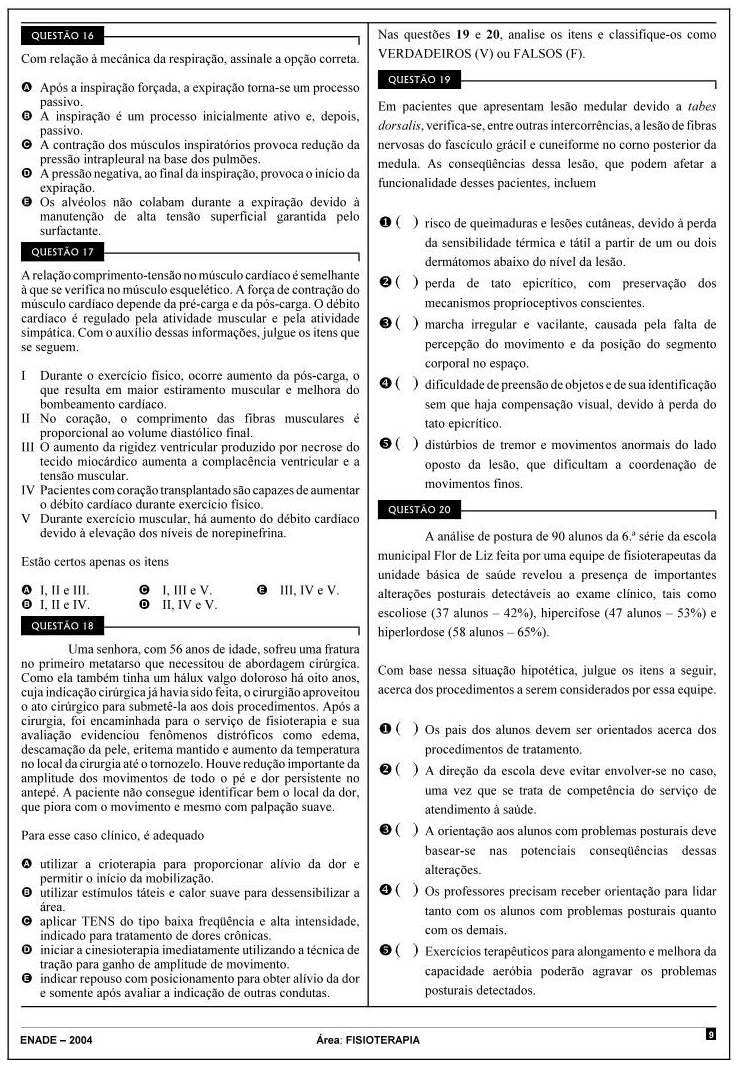 QUESTÃO 16
Com relação à mecânica da respiração, assinale a opção correta.
A Após a inspiração forçada, a expiração torna-se um processo
passivo.
B A inspiração é um processo inicialmente ativo e, depois,
passivo.
C A contração dos músculos inspiratórios provoca redução da
pressão intrapleural na base dos pulmões.
D A pressão negativa, ao final da inspiração, provoca o início da
expiração.
E Os alvéolos não colabam durante a expiração devido à
manutenção de alta tensão superficial garantida pelo
surfactante.
QUESTÃO 17
A relação comprimento-tensão no músculo cardíaco é semelhante
à que se verifica no músculo esquelético. A força de contração do
músculo cardíaco depende da pré-carga e da pós-carga. O débito
cardíaco é regulado pela atividade muscular e pela atividade
simpática. Com o auxílio dessas informações, julgue os itens que
se seguem.
I Durante o exercício físico, ocorre aumento da pós-carga, o
que resulta em maior estiramento muscular e melhora do
bombeamento cardíaco.
II No coração, o comprimento das fibras musculares é
proporcional ao volume diastólico final.
III O aumento da rigidez ventricular produzido por necrose do
tecido miocárdico aumenta a complacência ventricular e a
tensão muscular.
IV Pacientes com coração transplantado são capazes de aumentar
o débito cardíaco durante exercício físico.
V Durante exercício muscular, há aumento do débito cardíaco
devido à elevação dos níveis de norepinefrina.
Estão certos apenas os itens
A I, II e III. C I, III e V. E III, IV e V.
B I, II e IV. D II, IV e V.
QUESTÃO 18
Uma senhora, com 56 anos de idade, sofreu uma fratura
no primeiro metatarso que necessitou de abordagem cirúrgica.
Como ela também tinha um hálux valgo doloroso há oito anos,
cuja indicação cirúrgica já havia sido feita, o cirurgião aproveitou
o ato cirúrgico para submetê-la aos dois procedimentos. Após a
cirurgia, foi encaminhada para o serviço de fisioterapia e sua
avaliação evidenciou fenômenos distróficos como edema,
descamação da pele, eritema mantido e aumento da temperatura
no local da cirurgia até o tornozelo. Houve redução importante da
amplitude dos movimentos de todo o pé e dor persistente no
antepé. A paciente não consegue identificar bem o local da dor,
que piora com o movimento e mesmo com palpação suave.
Para esse caso clínico, é adequado
A utilizar a crioterapia para proporcionar alívio da dor e
permitir o início da mobilização.
B utilizar estímulos táteis e calor suave para dessensibilizar a
área.
C aplicar TENS do tipo baixa freqüência e alta intensidade,
indicado para tratamento de dores crônicas.
D iniciar a cinesioterapia imediatamente utilizando a técnica de
tração para ganho de amplitude de movimento.
E indicar repouso com posicionamento para obter alívio da dor
e somente após avaliar a indicação de outras condutas.
Nas questões 19 e 20, analise os itens e classifique-os como
VERDADEIROS (V) ou FALSOS (F).
QUESTÃO 19
Em pacientes que apresentam lesão medular devido a tabes
dorsalis, verifica-se, entre outras intercorrências, a lesão de fibras
nervosas do fascículo grácil e cuneiforme no corno posterior da
medula. As conseqüências dessa lesão, que podem afetar a
funcionalidade desses pacientes, incluem
1 ( ) risco de queimaduras e lesões cutâneas, devido à perda
da sensibilidade térmica e tátil a partir de um ou dois
dermátomos abaixo do nível da lesão.
2 ( ) perda de tato epicrítico, com preservação dos
mecanismos proprioceptivos conscientes.
3 ( ) marcha irregular e vacilante, causada pela falta de
percepção do movimento e da posição do segmento
corporal no espaço.
4 ( ) dificuldade de preensão de objetos e de sua identificação
sem que haja compensação visual, devido à perda do
tato epicrítico.
5 ( ) distúrbios de tremor e movimentos anormais do lado
oposto da lesão, que dificultam a coordenação de
movimentos finos.
QUESTÃO 20
A análise de postura de 90 alunos da 6.ª série da escola
municipal Flor de Liz feita por uma equipe de fisioterapeutas da
unidade básica de saúde revelou a presença de importantes
alterações posturais detectáveis ao exame clínico, tais como
escoliose (37 alunos – 42%), hipercifose (47 alunos – 53%) e
hiperlordose (58 alunos – 65%).
Com base nessa situação hipotética, julgue os itens a seguir,
acerca dos procedimentos a serem considerados por essa equipe.
1 ( ) Os pais dos alunos devem ser orientados acerca dos
procedimentos de tratamento.
2 ( ) A direção da escola deve evitar envolver-se no caso,
uma vez que se trata de competência do serviço de
atendimento à saúde.
3 ( ) A orientação aos alunos com problemas posturais deve
basear-se nas potenciais conseqüências dessas
alterações.
4 ( ) Os professores precisam receber orientação para lidar
tanto com os alunos com problemas posturais quanto
com os demais.
5 ( ) Exercícios terapêuticos para alongamento e melhora da
capacidade aeróbia poderão agravar os problemas
posturais detectados.
ENADE – 2004
Área: FISIOTERAPIA
9